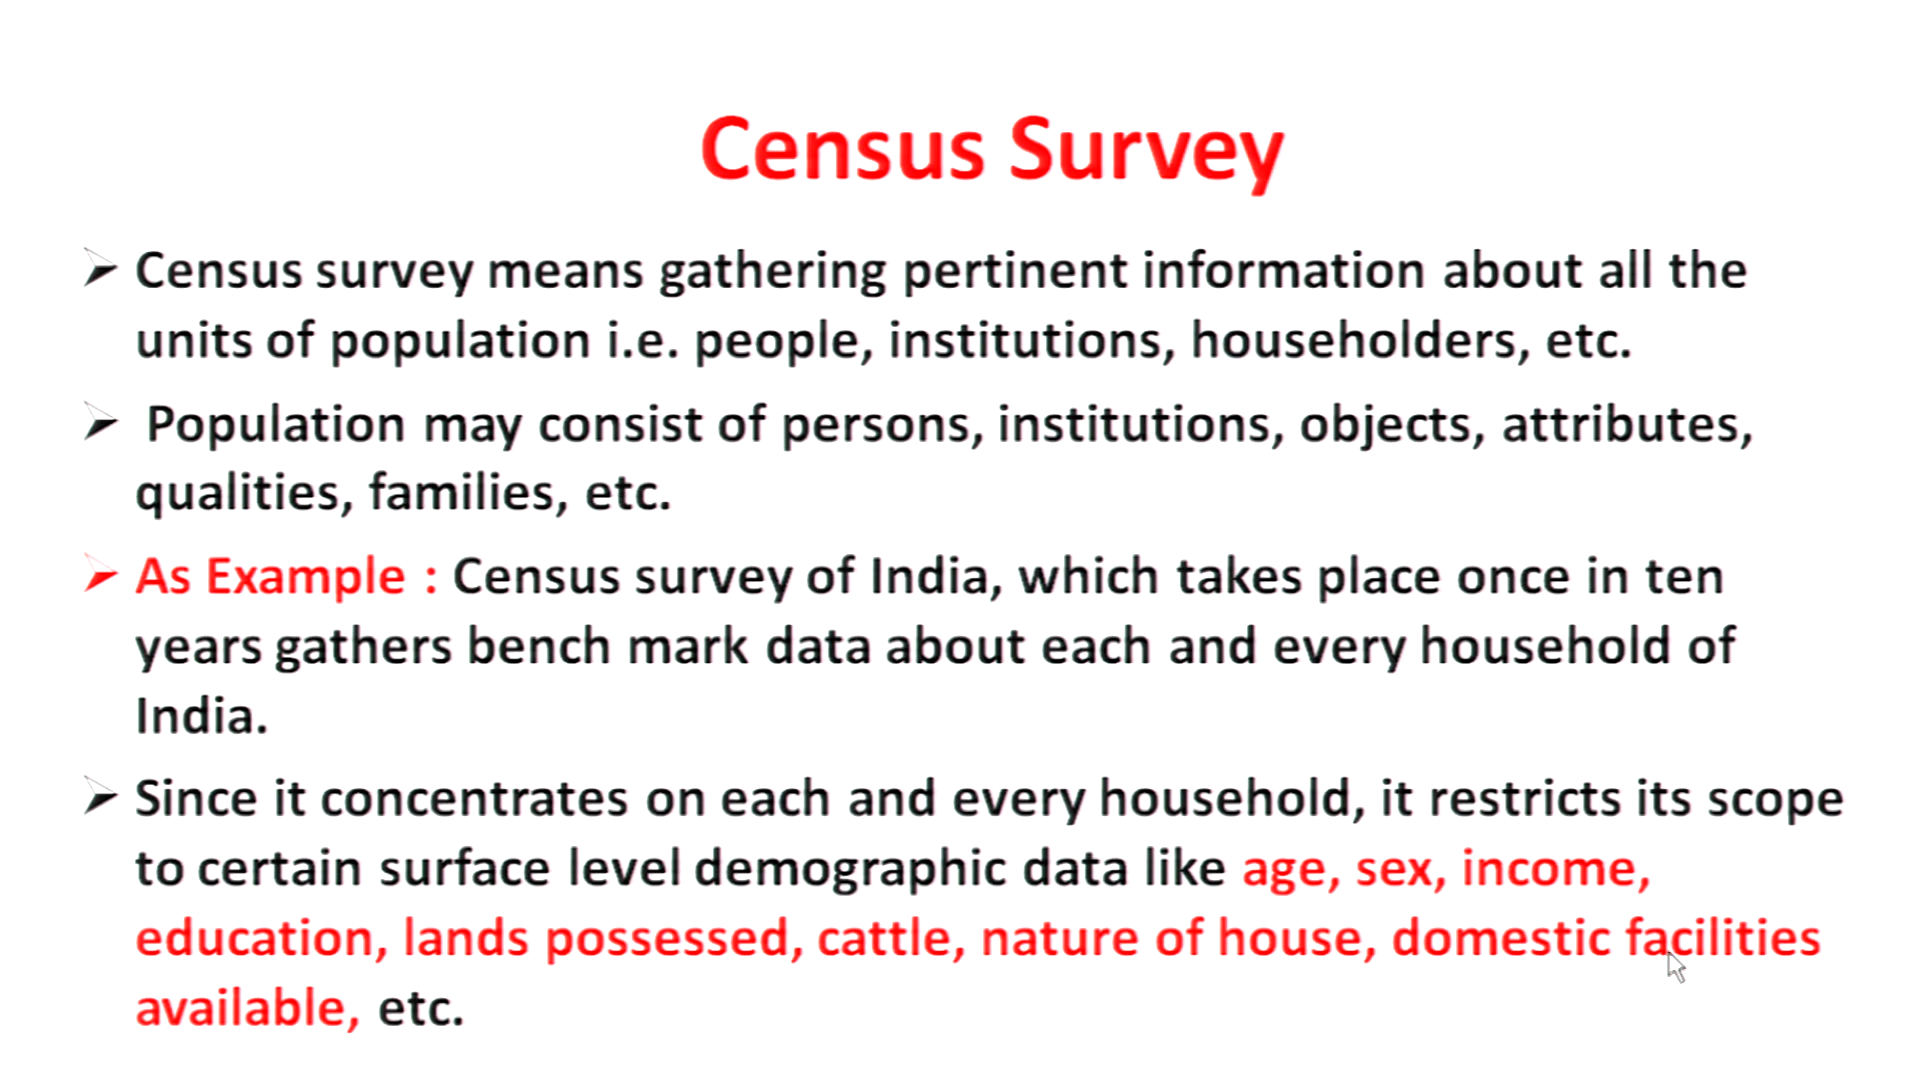 Census Survey
Census survey means gathering pertinent information about all the
units of population i.e. people, institutions, householders, etc.
Population may consist of persons, institutions, objects, attributes,
qualities, families, etc.
As Example : Census survey of India, which takes place once in ten
years gathers bench mark data about each and every household of
India.
Since it concentrates on each and every household, it restricts its scope
to certain surface level demographic data like age, sex, income,
education, lands possessed, cattle, nature of house, domestic facilities
available, etc.